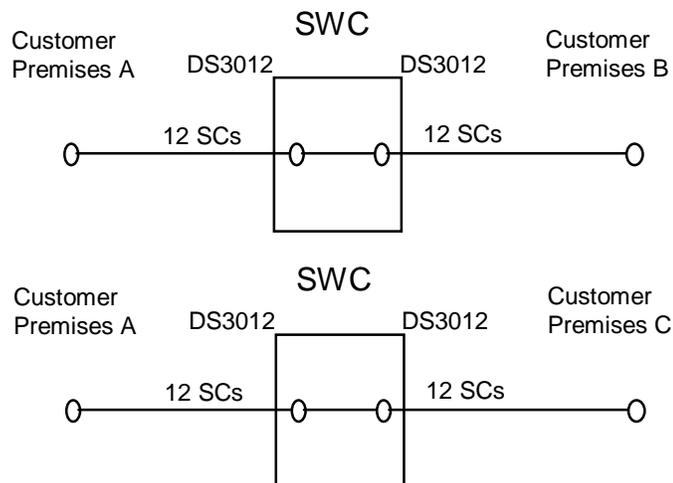 SWC
Customer
Premises A
DS3012
DS3012
Customer
Premises B
12 SCs
12 SCs
SWC
Customer
Premises A
DS3012
DS3012
Customer
Premises C
12 SCs
12 SCs